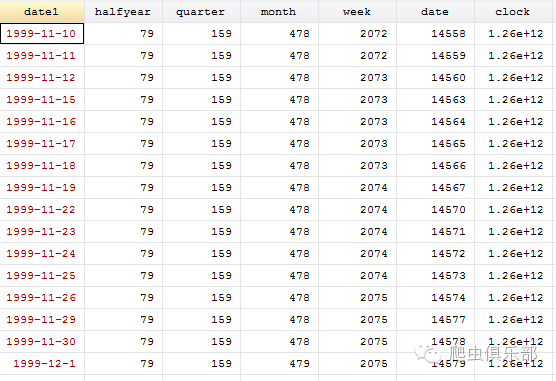 date1 halfyear quarter month week date clock
1999-11-10 79 159 478 2072 14558 1.26e+12
1999-11-11 79 159 478 2072 14559 1.26e+12
1999-11-12 79 159 478 2073 14560 1.26e+12
1999-11-15 79 159 478 2073 14563 1.26e+12
1999-11-16 79 159 478 2073 14564 1.26e+12
1999-11-17 79 159 478 2073 14565 1.26e+12
1999-11-18 79 159 478 2073 14566 1.26e+12
1999-11-19 79 159 478 2074 14567 1.26e+12
1999-11-22 79 159 478 2074 14570 1.26e+12
1999-11-23 79 159 478 2074 14571 1.26e+12
1999-11-24 79 159 478 2074 14572 1.26e+12
1999-11-25 79 159 478 2074 14573 1.26e+12
1999-11-26 79 159 478 2075 14574 1.26e+12
1999-11-29 79 159 478 2075 14577 1.26e+12
1999-11-30 79 159 478 2075 14578 1.26e+12
1999-12-1 79 159 479 2075 14579 1.26e+12
爬虫俱乐部